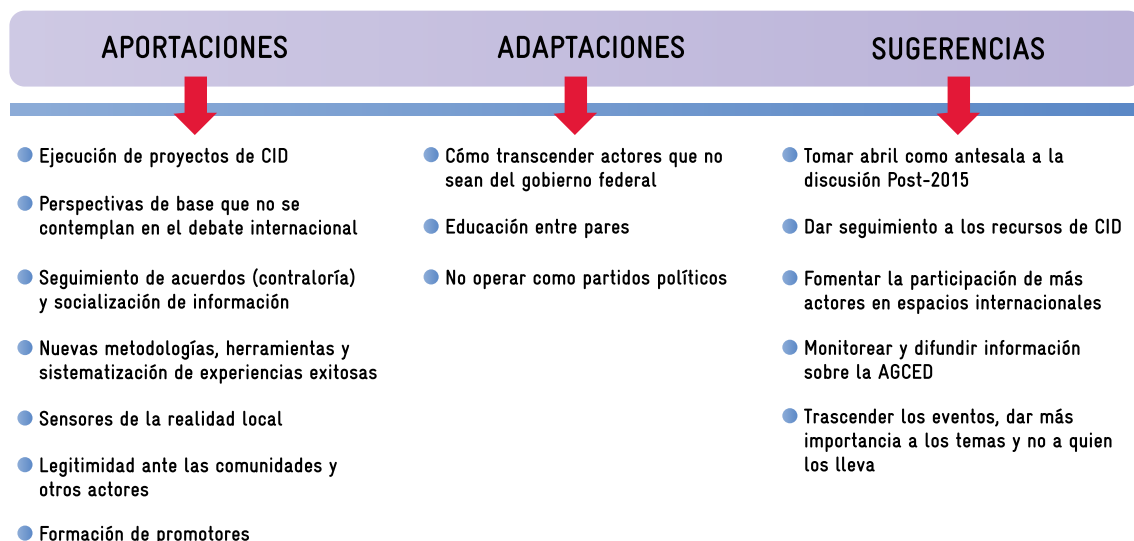 APORTACIONES
Ejecución de proyectos de CID
Perspectivas de base que no se
contemplan en el debate internacional
Seguimiento de acuerdos (contraloría)
y socialización de información
Nuevas metodologías, herramientas y
sistematización de experiencias exitosas
Sensores de la realidad local
Legitimidad ante las comunidades y
otros actores
Formación de promotores
ADAPTACIONES
Cómo transcender actores que no
sean del gobierno federal
Educación entre pares
No operar como partidos políticos
SUGERENCIAS
Tomar abril como antesala a la
discusión Post-2015
Dar seguimiento a los recursos de CID
Fomentar la participación de más
actores en espacios internacionales
Monitorear y difundir información
sobre la AGCED
Trascender los eventos, dar más
importancia a los temas y no a quien
los lleva